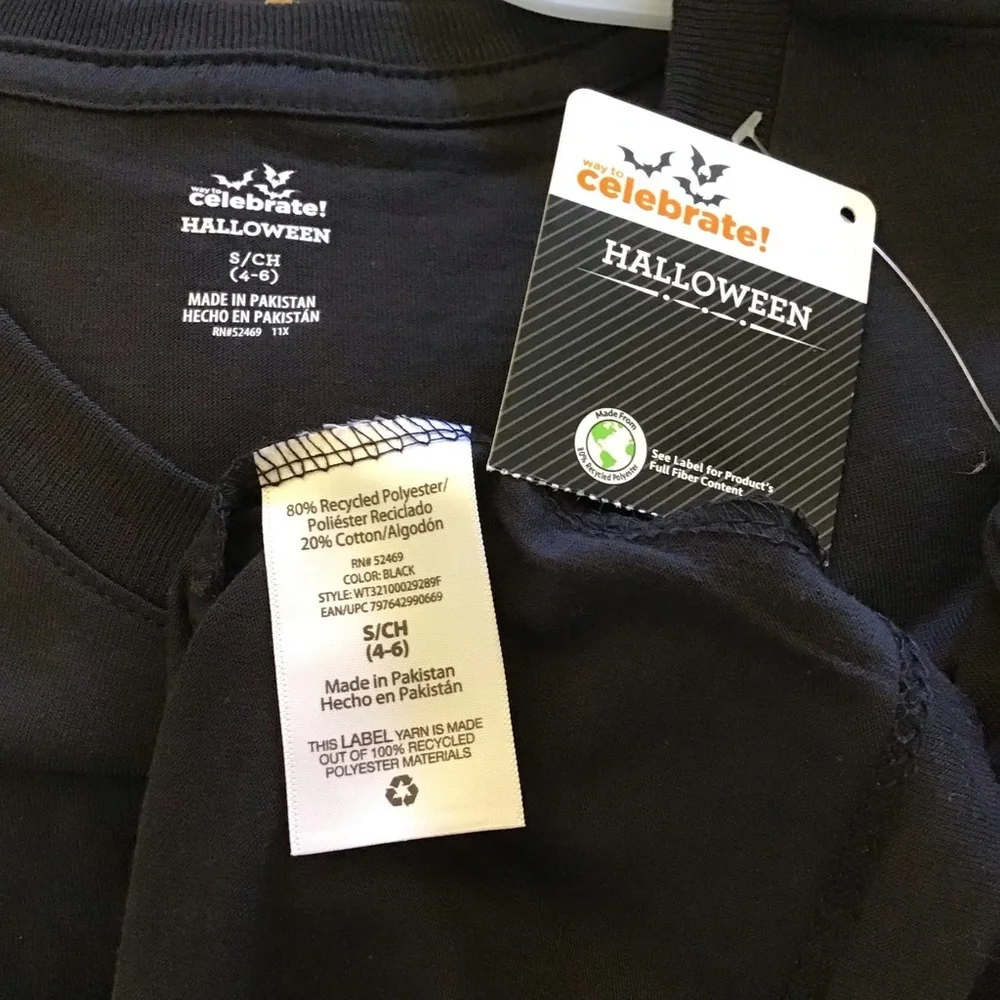 way to
celebrate!
HALLOWEEN
S/CH
(4-6)
MADE IN PAKISTAN
HECHO EN PAKISTÁN
RN#52469 11X
way to
celebrate!
HALLOWEEN
Made From
80% Recycled Polyester
See Label for Product's
Full Fiber Content
80% Recycled Polyester/
Poliéster Reciclado
20% Cotton/Algodón
RN# 52469
COLOR: BLACK
STYLE: WT32100029289F
EAN/UPC 797642990669
S/CH
(4-6)
Made in Pakistan
Hecho en Pakistán
THIS LABEL YARN IS MADE
OUT OF 100% RECYCLED
POLYESTER MATERIALS